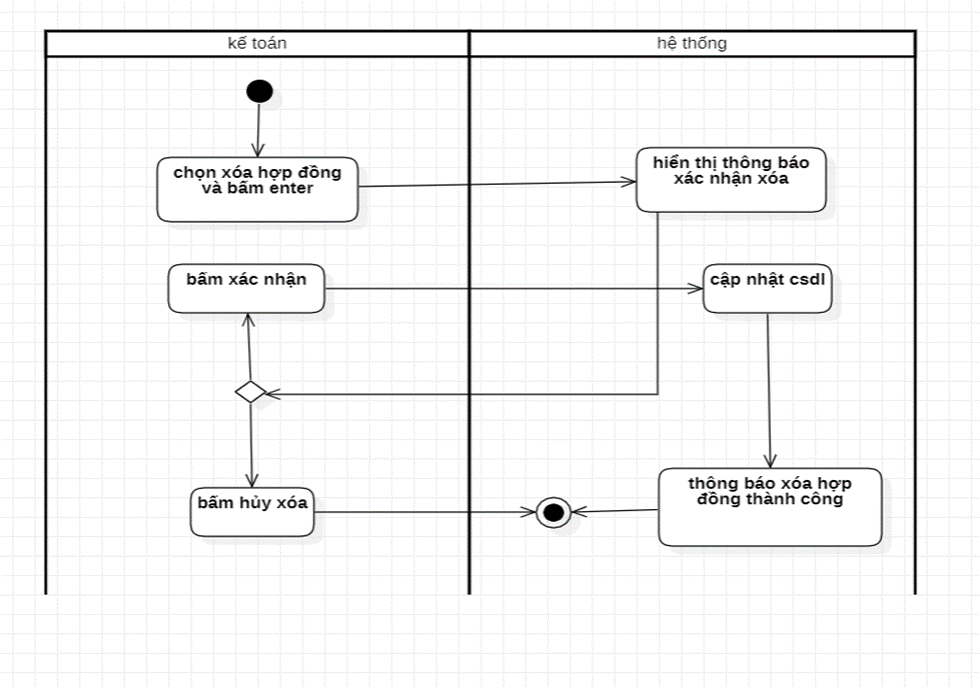 kế toán
hệ thống
chọn xóa hợp đồng
và bấm enter
hiển thị thông báo
xác nhận xóa
bấm xác nhận
cập nhật csdl
bấm hủy xóa
thông báo xóa hợp
đồng thành công